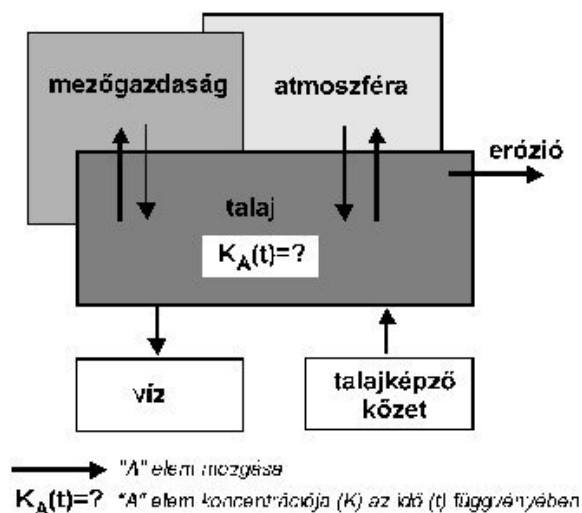 mezőgazdaság
atmoszféra
erózió
talaj
K_A(t)=?
víz
talajképző
kőzet
"A" elem mozgása
K_A(t)=? "A" elem koncentrációja (K) az idő (t) függvényében